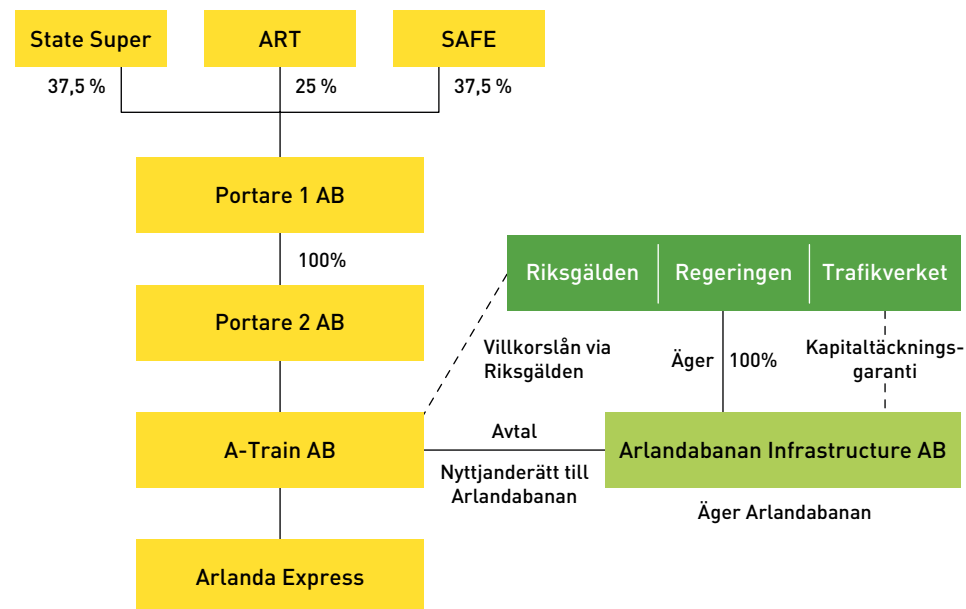 State Super
ART
SAFE
37,5 %
25 %
37,5 %
Portare 1 AB
100%
Riksgälden
Regeringen
Trafikverket
Portare 2 AB
Villkorslån via
Riksgälden
Äger
100%
Kapitaltäcknings-
garanti
A-Train AB
Avtal
Nyttjanderätt till
Arlandabanan
Arlandabanan Infrastructure AB
Äger Arlandabanan
Arlanda Express